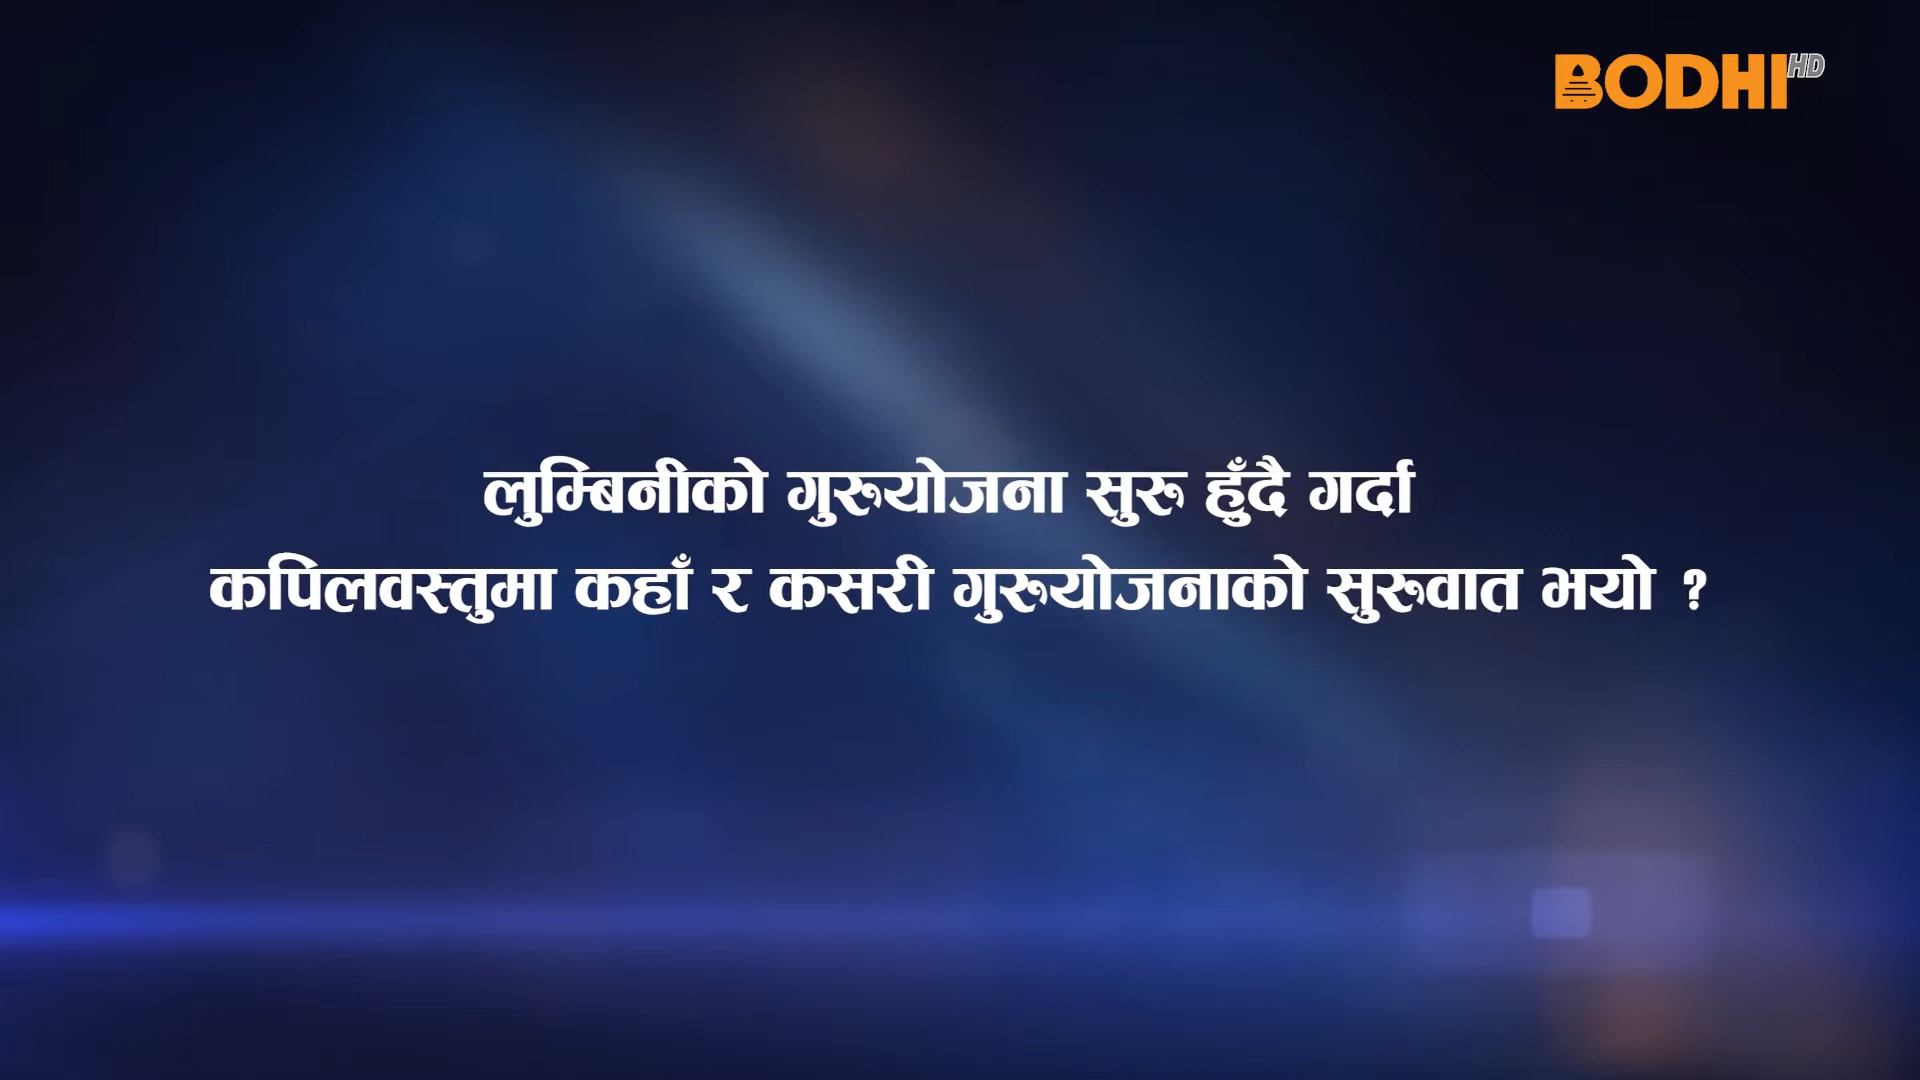 BODHI HD
लुम्बिनीको गुरुयोजना सुरु हुँदै गर्दा
कपिलवस्तुमा कहाँ र कसरी गुरुयोजनाको सुरुवात भयो ?